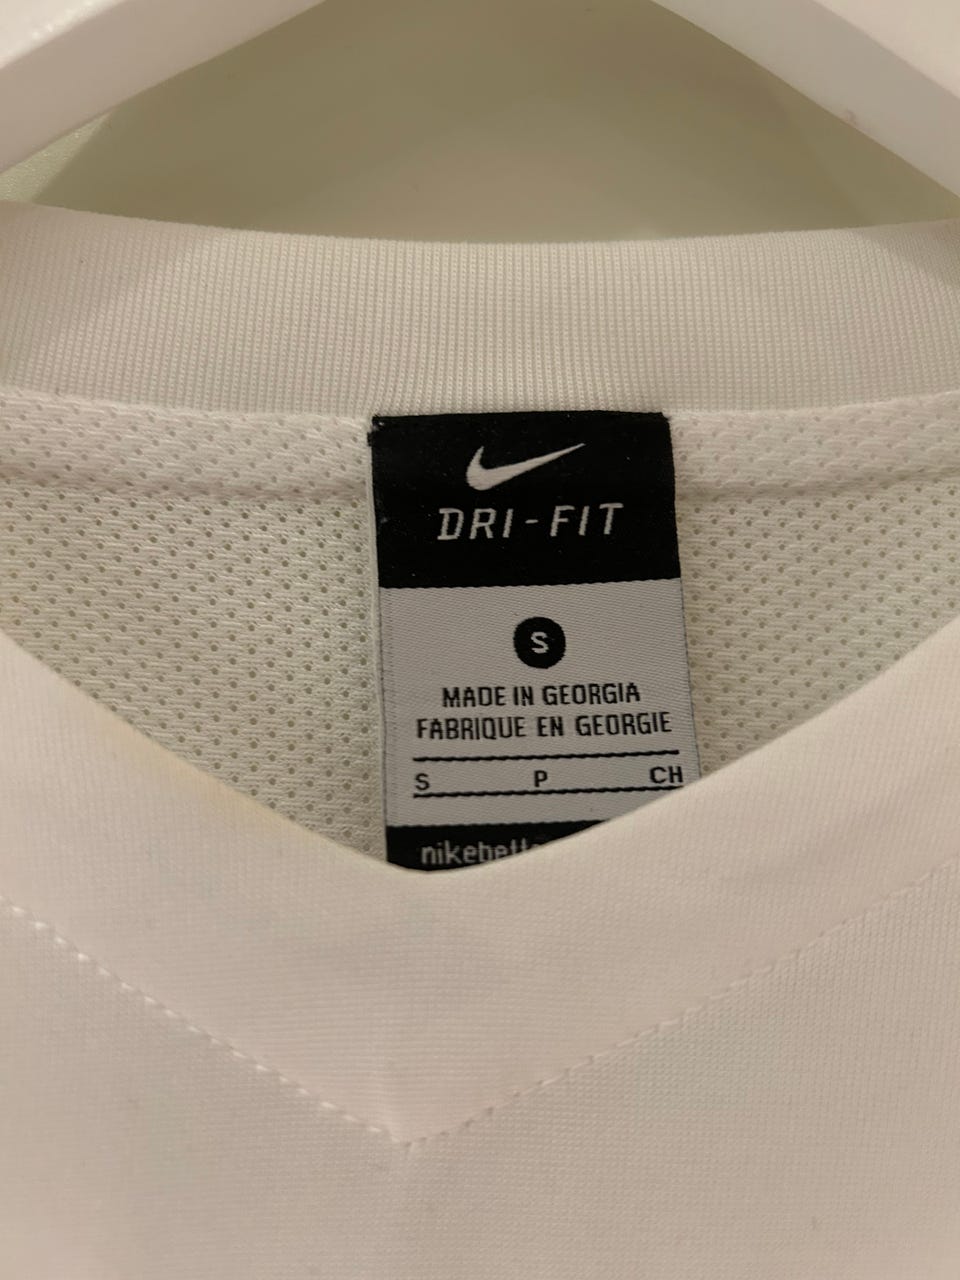 DRI-FIT
S
MADE IN GEORGIA
FABRIQUE EN GEORGIE
S P CH